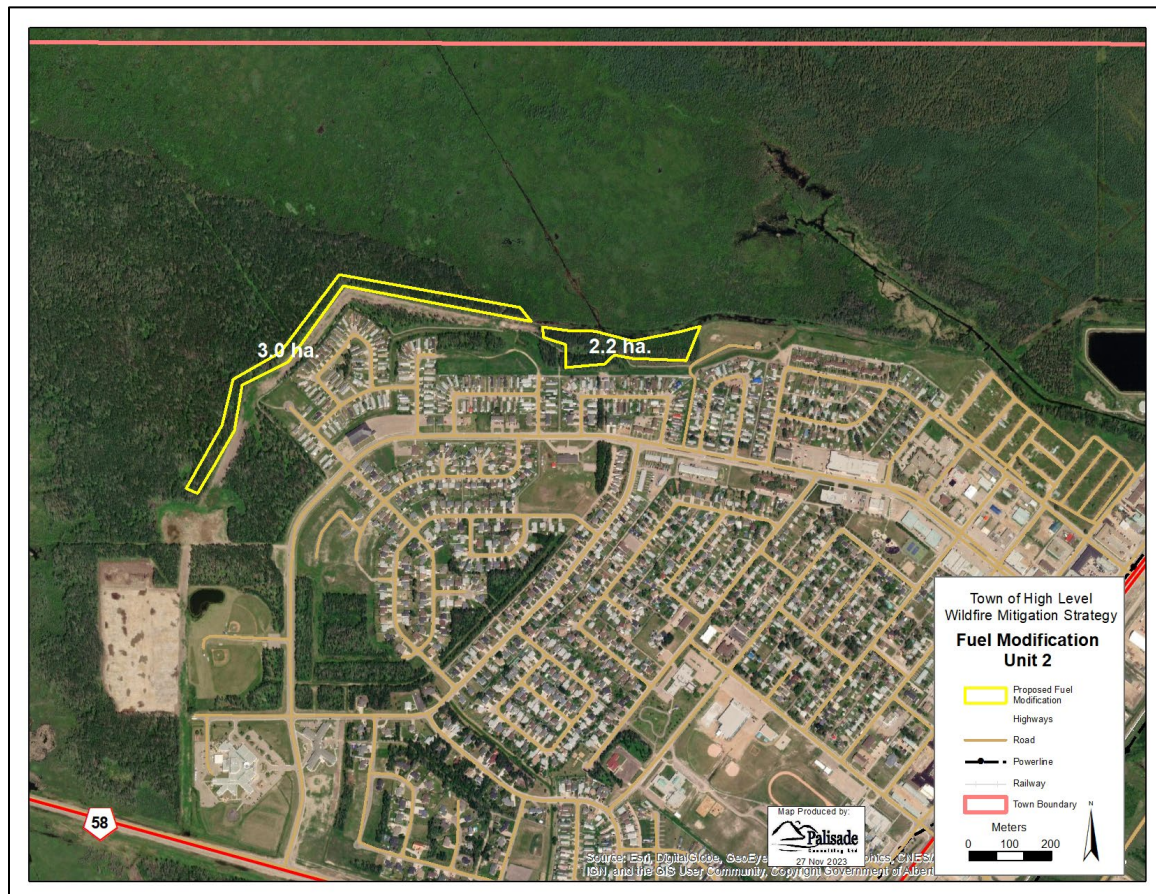 3.0 ha.
2.2 ha.
58
Town of High Level
Wildfire Mitigation Strategy
Fuel Modification
Unit 2
Proposed Fuel
Modification
Highways
Road
Powerline
Railway
Town Boundary
N
Meters
0 100 200
Map Produced by:
Palisade
Consulting Ltd
27 Nov 2023
Source: Esri, DigitalGlobe, GeoEye
IGN, and the GIS User Community, Copyright Government of Albert